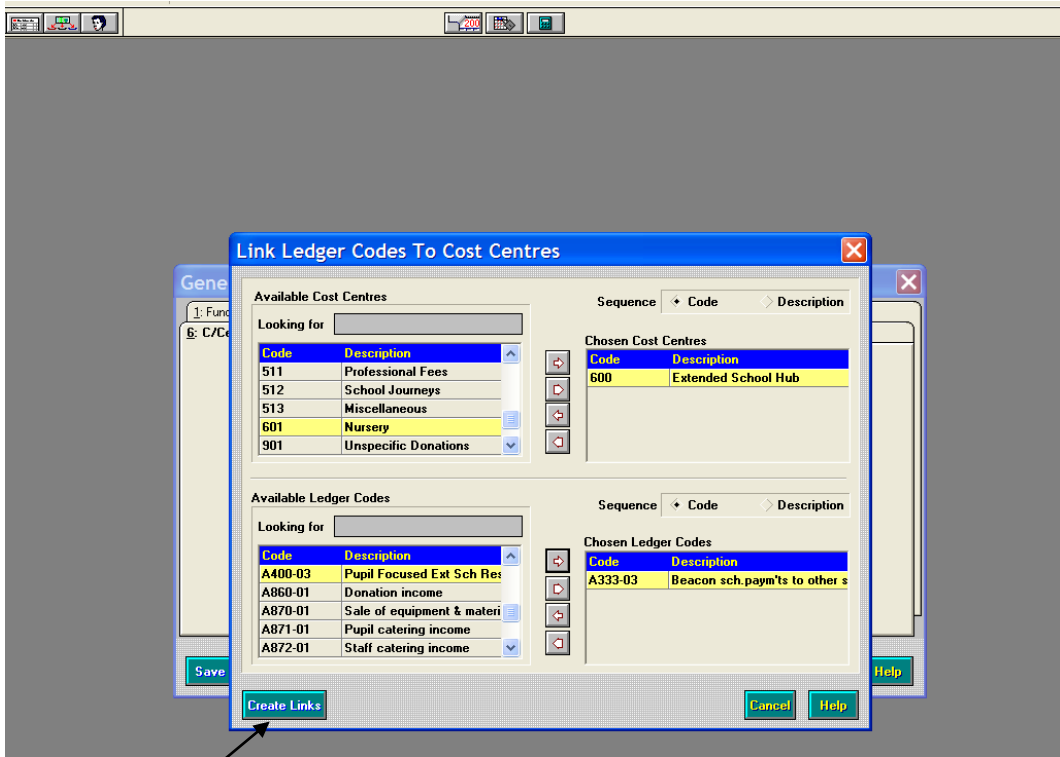 200
Link Ledger Codes To Cost Centres
Gene
1: Func
6: C/Ce
Available Cost Centres
Sequence Code Description
Looking for
Code Description
511 Professional Fees
512 School Journeys
513 Miscellaneous
601 Nursery
901 Unspecific Donations
Chosen Cost Centres
Code Description
600 Extended School Hub
Available Ledger Codes
Sequence Code Description
Looking for
Code Description
A400-03 Pupil Focused Ext Sch Res
A860-01 Donation income
A870-01 Sale of equipment & materi
A871-01 Pupil catering income
A872-01 Staff catering income
Chosen Ledger Codes
Code Description
A333-03 Beacon sch.paym'ts to other s
Save
Help
Create Links
Cancel
Help